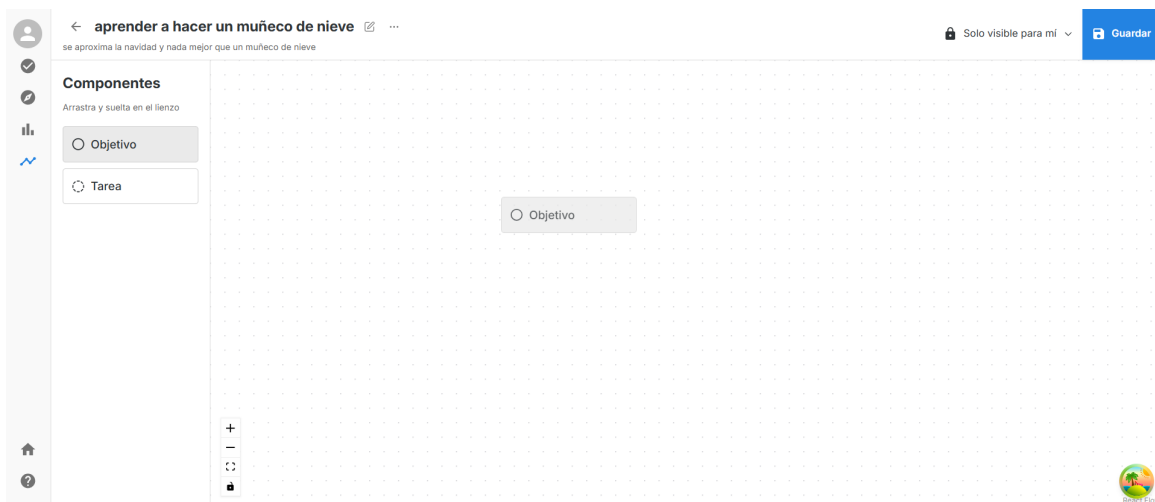 aprender a hacer un muñeco de nieve
se aproxima la navidad y nada mejor que un muñeco de nieve
Solo visible para mí
Guardar
Componentes
Arrastra y suelta en el lienzo
Objetivo
Tarea
Objetivo